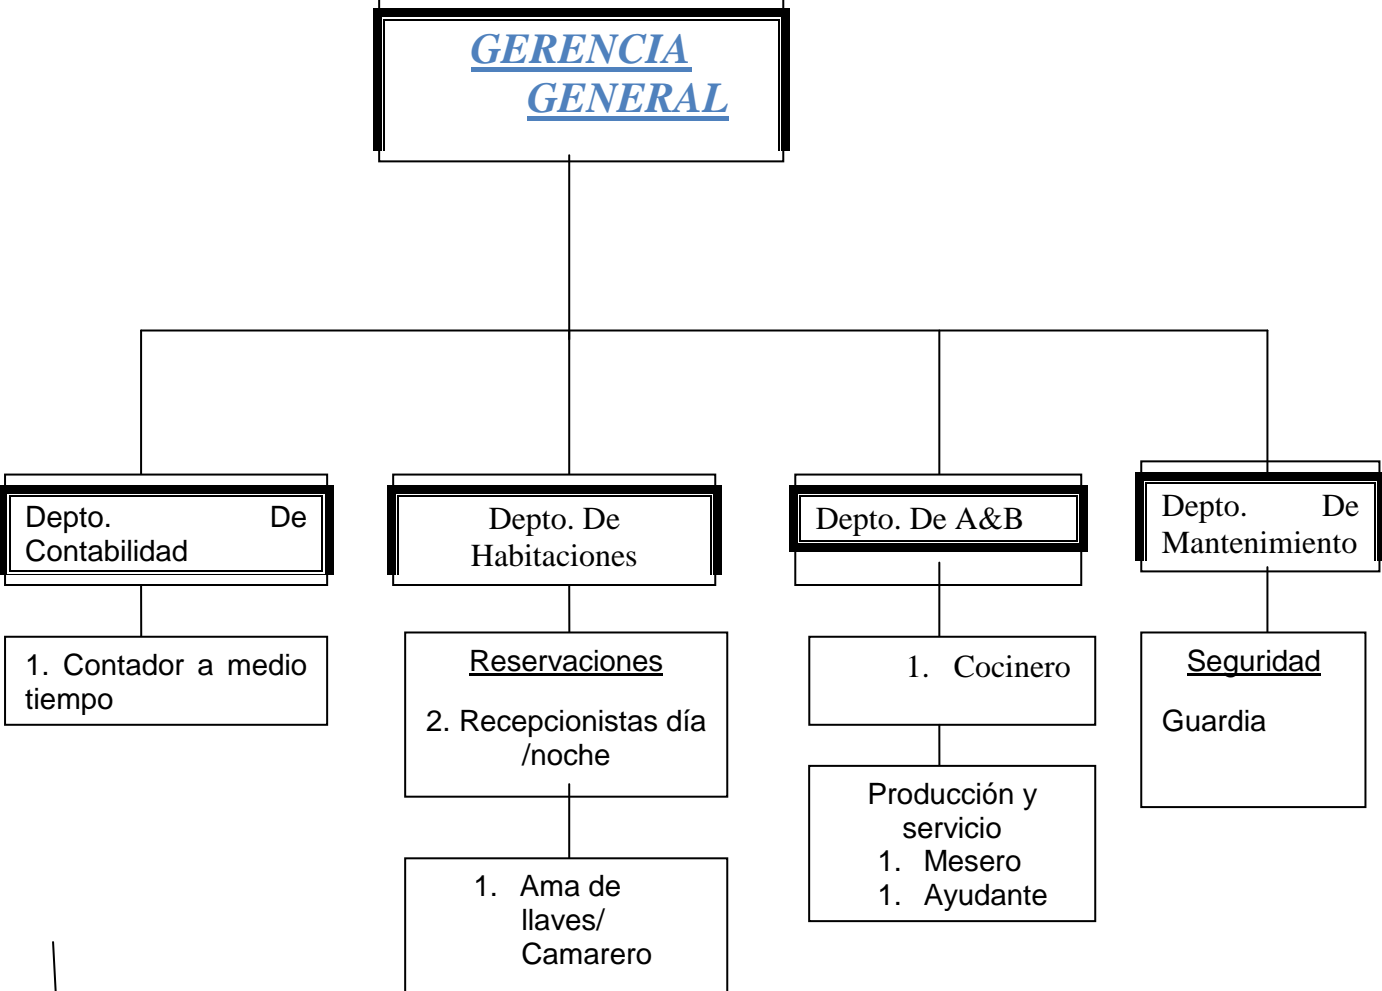 GERENCIA
GENERAL
Depto. De
Contabilidad
Depto. De
Habitaciones
Depto. De A&B
Depto. De
Mantenimiento
1. Contador a medio
tiempo
Reservaciones
2. Recepcionistas día
/noche
1. Cocinero
Seguridad
Guardia
Producción y
servicio
1. Mesero
1. Ayudante
1. Ama de
llaves/
Camarero